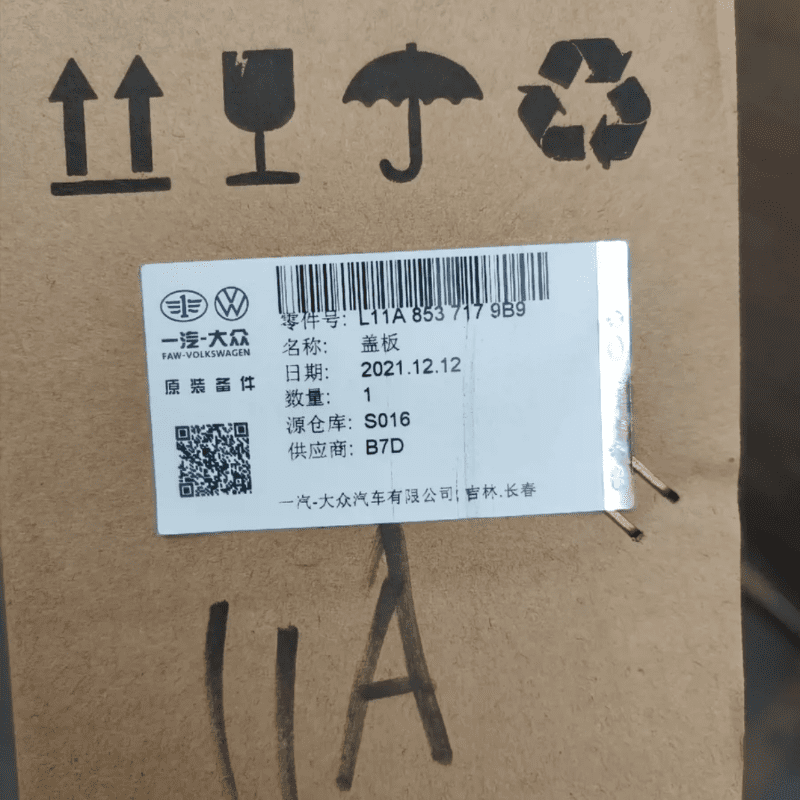 一汽-大众
FAW-VOLKSWAGEN
原装备件
零件号: L11A 853 717 9B9
名称: 盖板
日期: 2021.12.12
数量: 1
源仓库: S016
供应商: B7D
一汽-大众汽车有限公司, 吉林.长春
11A